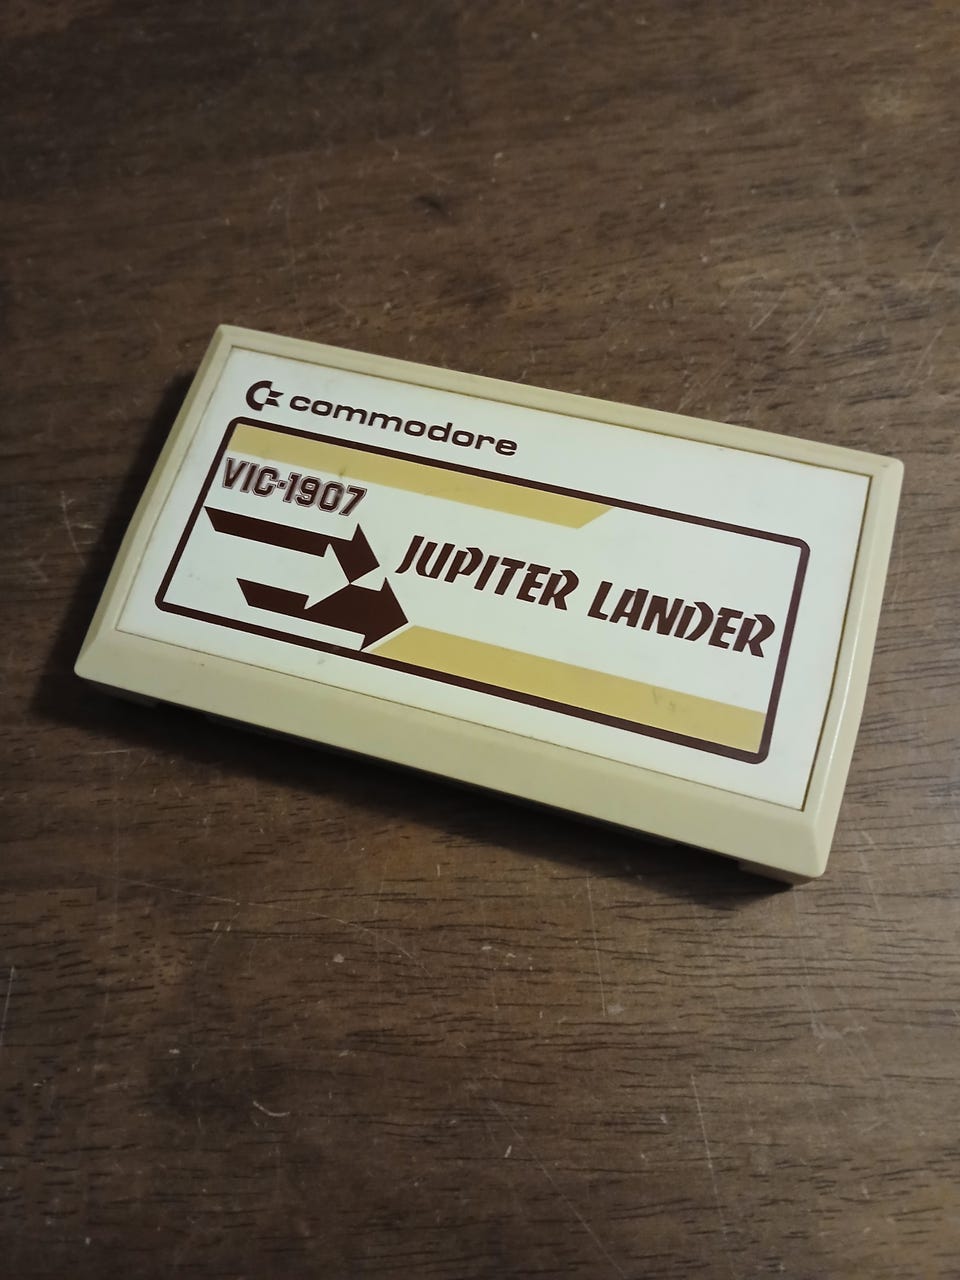 commodore
VIC-1907
JUPITER LANDER